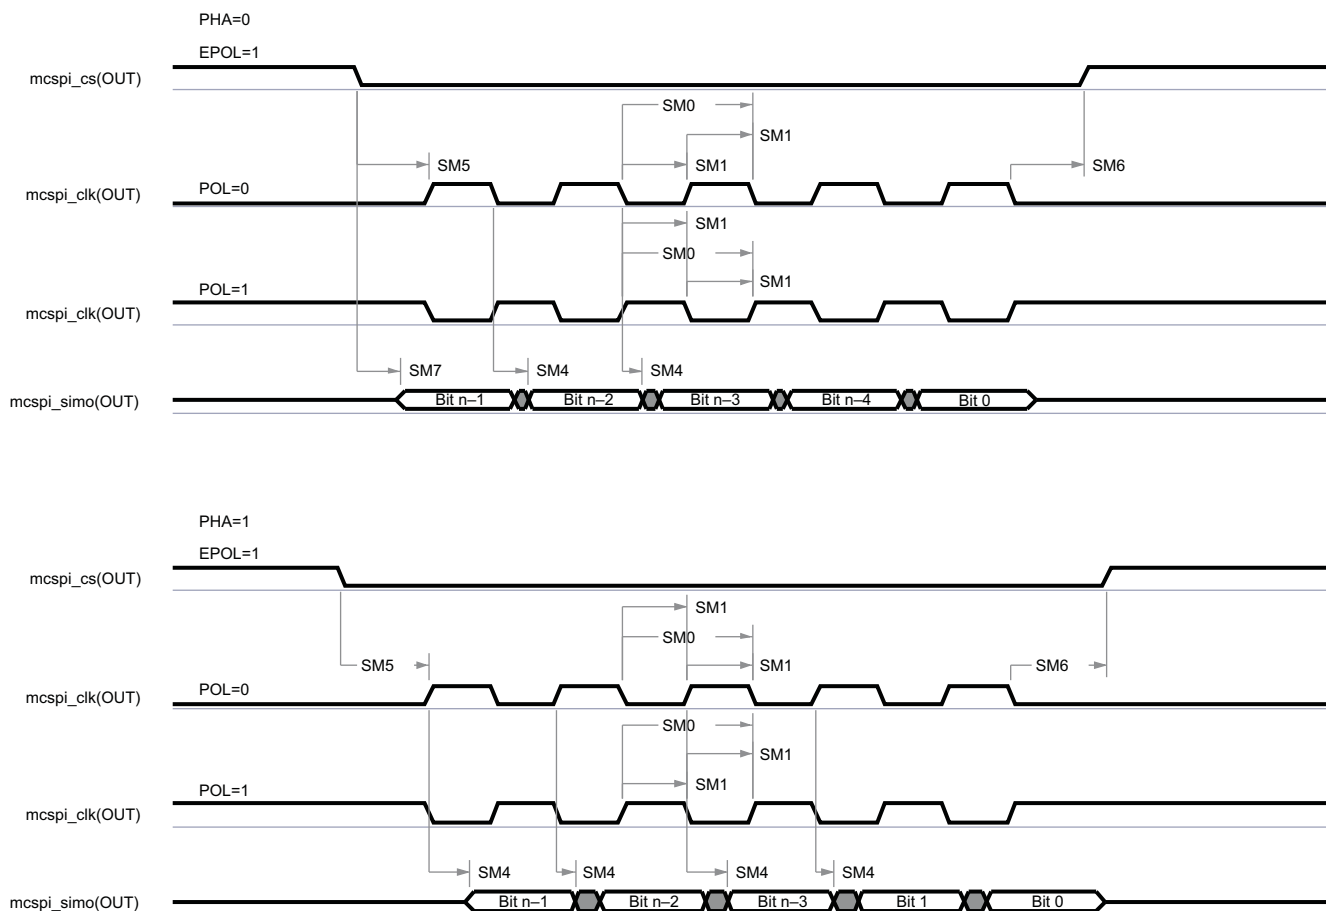 PHA=0
EPOL=1
mcspi_cs(OUT)
SM0
SM1
SM5
SM1
SM6
POL=0
mcspi_clk(OUT)
SM1
SM0
SM1
POL=1
mcspi_clk(OUT)
SM7
SM4
SM4
mcspi_simo(OUT)
Bit n–1
Bit n–2
Bit n–3
Bit n–4
Bit 0
PHA=1
EPOL=1
mcspi_cs(OUT)
SM1
SM0
SM5
SM1
SM6
POL=0
mcspi_clk(OUT)
SM0
SM1
SM1
POL=1
mcspi_clk(OUT)
SM4
SM4
SM4
SM4
mcspi_simo(OUT)
Bit n–1
Bit n–2
Bit n–3
Bit 1
Bit 0